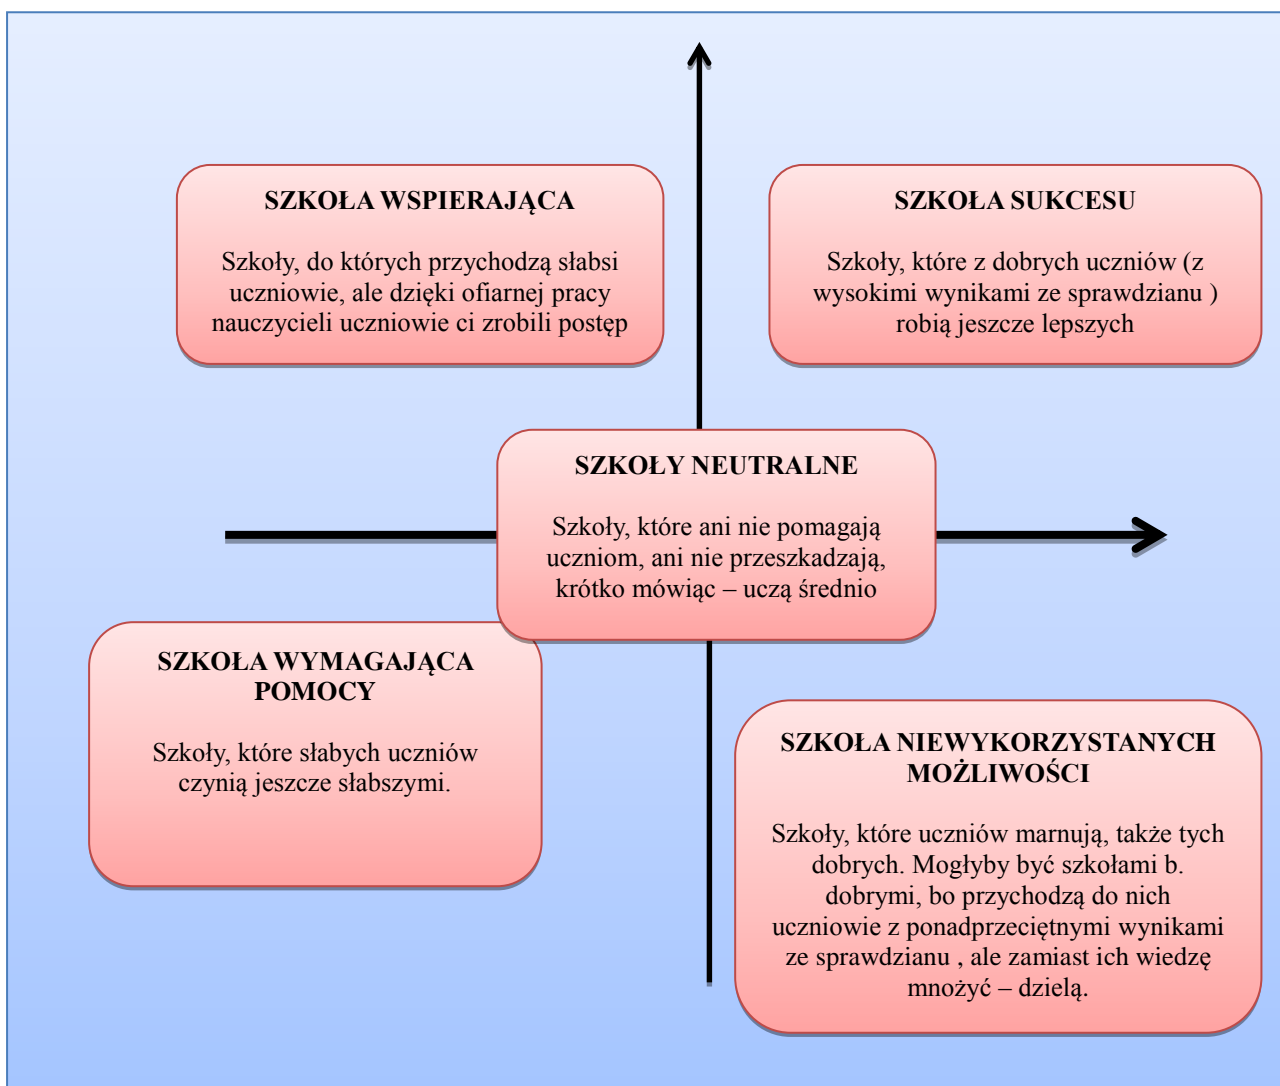 SZKOŁA WSPIERAJĄCA
Szkoły, do których przychodzą słabsi
uczniowie, ale dzięki ofiarnej pracy
nauczycieli uczniowie ci zrobili postęp
SZKOŁA SUKCESU
Szkoły, które z dobrych uczniów (z
wysokimi wynikami ze sprawdzianu )
robią jeszcze lepszych
SZKOŁY NEUTRALNE
Szkoły, które ani nie pomagają
uczniom, ani nie przeszkadzają,
krótko mówiąc – uczą średnio
SZKOŁA WYMAGAJĄCA
POMOCY
Szkoły, które słabych uczniów
czynią jeszcze słabszymi.
SZKOŁA NIEWYKORZYSTANYCH
MOŻLIWOŚCI
Szkoły, które uczniów marnują, także tych
dobrych. Mogłyby być szkołami b.
dobrymi, bo przychodzą do nich
uczniowie z ponadprzeciętnymi wynikami
ze sprawdzianu , ale zamiast ich wiedzę
mnożyć – dzielą.